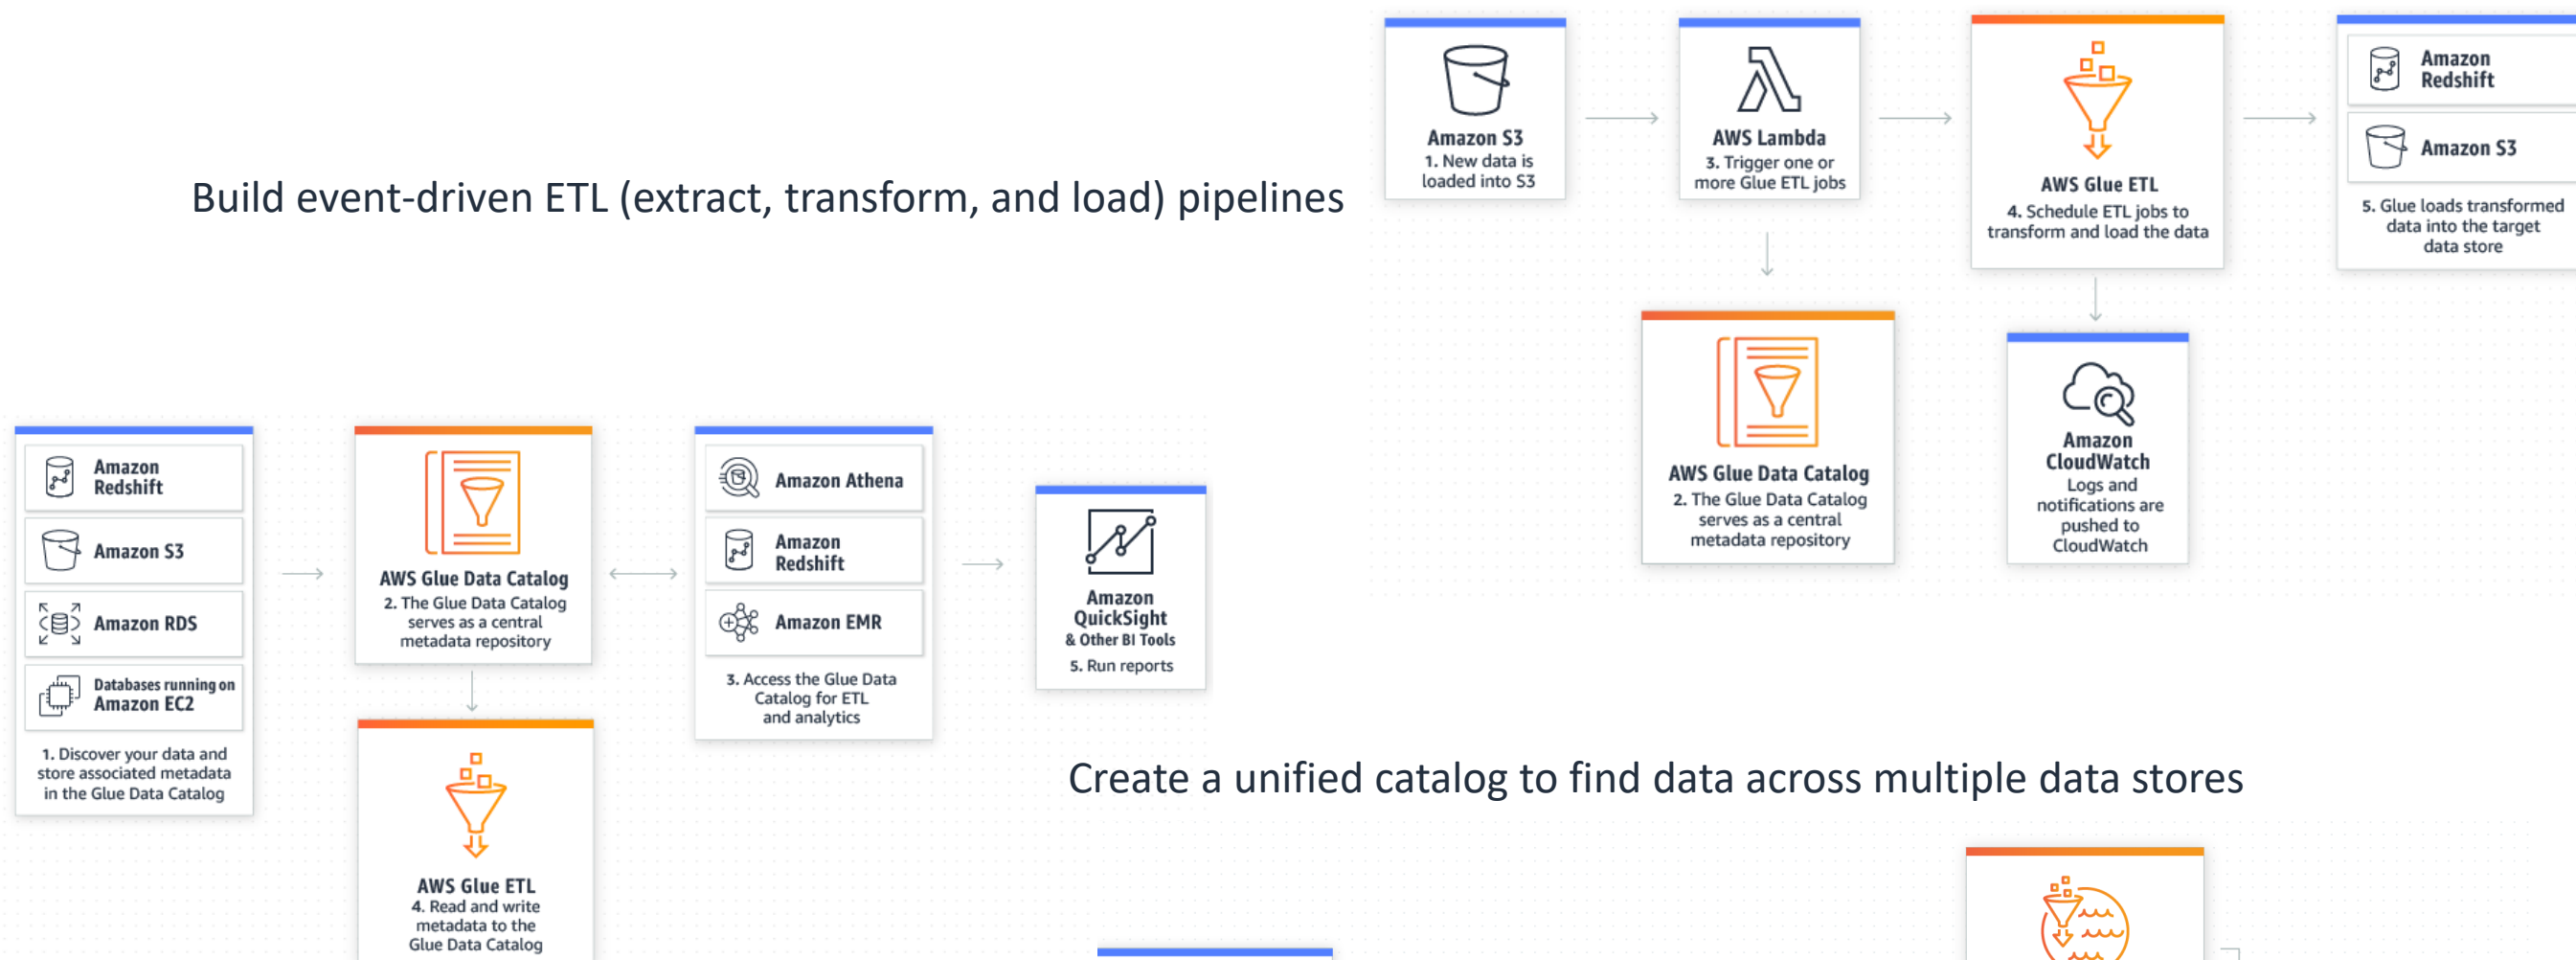 Build event-driven ETL (extract, transform, and load) pipelines
Amazon S3
1. New data is
loaded into S3
AWS Lambda
3. Trigger one or
more Glue ETL jobs
AWS Glue ETL
4. Schedule ETL jobs to
transform and load the data
Amazon
Redshift
Amazon S3
5. Glue loads transformed
data into the target
data store
AWS Glue Data Catalog
2. The Glue Data Catalog
serves as a central
metadata repository
Amazon
CloudWatch
Logs and
notifications are
pushed to
CloudWatch
Amazon
Redshift
Amazon S3
Amazon RDS
Databases running on
Amazon EC2
1. Discover your data and
store associated metadata
in the Glue Data Catalog
AWS Glue Data Catalog
2. The Glue Data Catalog
serves as a central
metadata repository
AWS Glue ETL
4. Read and write
metadata to the
Glue Data Catalog
Amazon Athena
Amazon
Redshift
Amazon EMR
3. Access the Glue Data
Catalog for ETL
and analytics
Amazon
QuickSight
& Other BI Tools
5. Run reports
Create a unified catalog to find data across multiple data stores